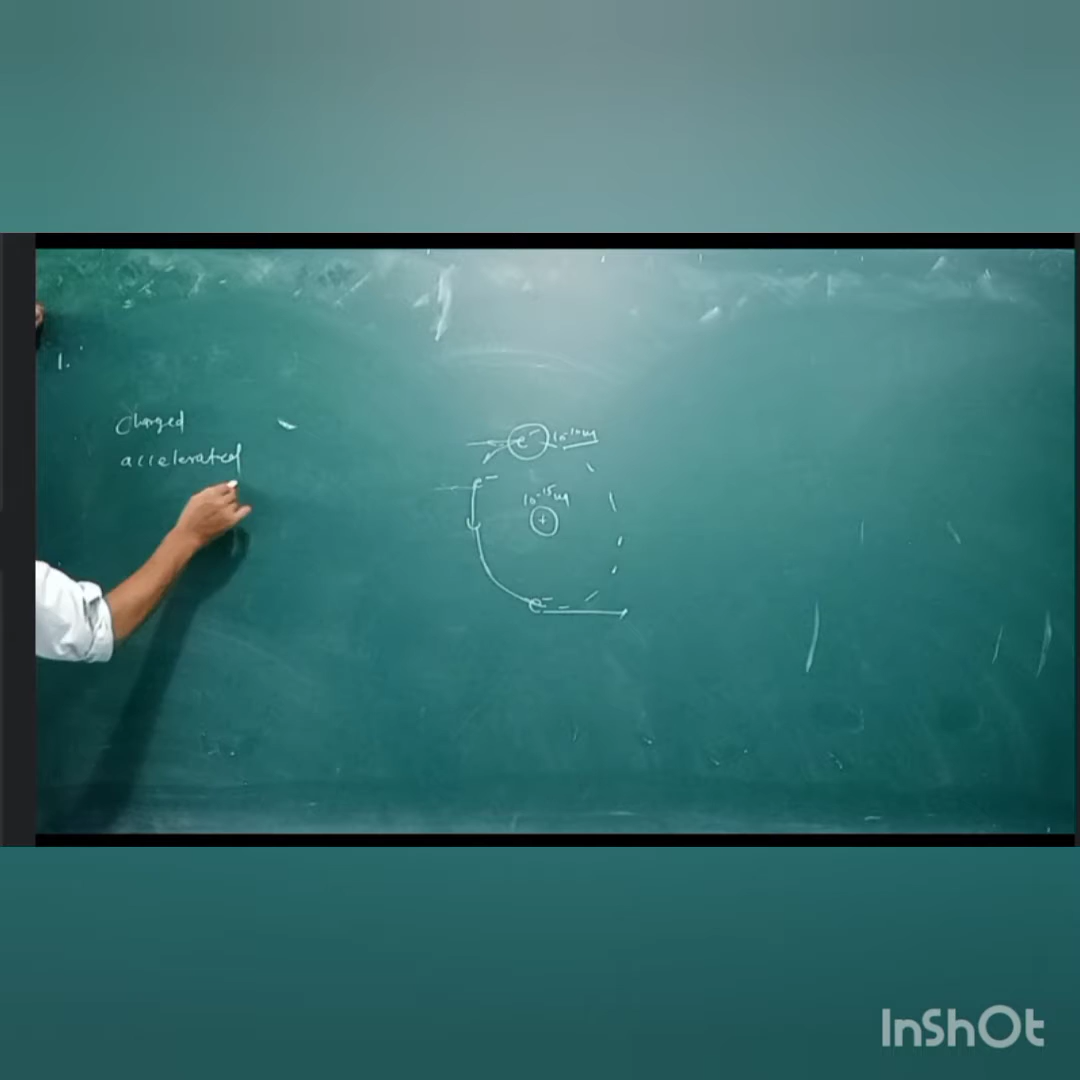 1.
Charged
accelerated
e⁻ 10⁻¹⁰m
e⁻
10⁻¹⁵m
+
e⁻
InShOt